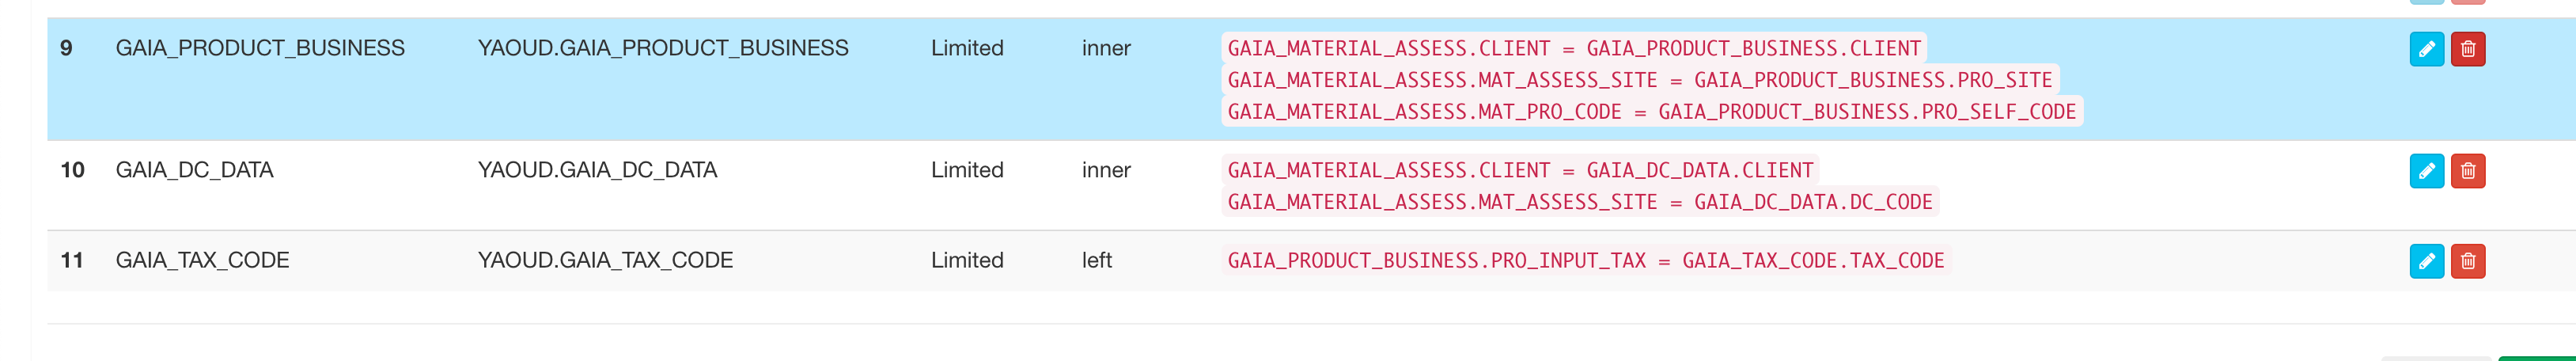 9 GAIA_PRODUCT_BUSINESS YAOUD.GAIA_PRODUCT_BUSINESS Limited inner GAIA_MATERIAL_ASSESS.CLIENT = GAIA_PRODUCT_BUSINESS.CLIENT
GAIA_MATERIAL_ASSESS.MAT_ASSESS_SITE = GAIA_PRODUCT_BUSINESS.PRO_SITE
GAIA_MATERIAL_ASSESS.MAT_PRO_CODE = GAIA_PRODUCT_BUSINESS.PRO_SELF_CODE
10 GAIA_DC_DATA YAOUD.GAIA_DC_DATA Limited inner GAIA_MATERIAL_ASSESS.CLIENT = GAIA_DC_DATA.CLIENT
GAIA_MATERIAL_ASSESS.MAT_ASSESS_SITE = GAIA_DC_DATA.DC_CODE
11 GAIA_TAX_CODE YAOUD.GAIA_TAX_CODE Limited left GAIA_PRODUCT_BUSINESS.PRO_INPUT_TAX = GAIA_TAX_CODE.TAX_CODE